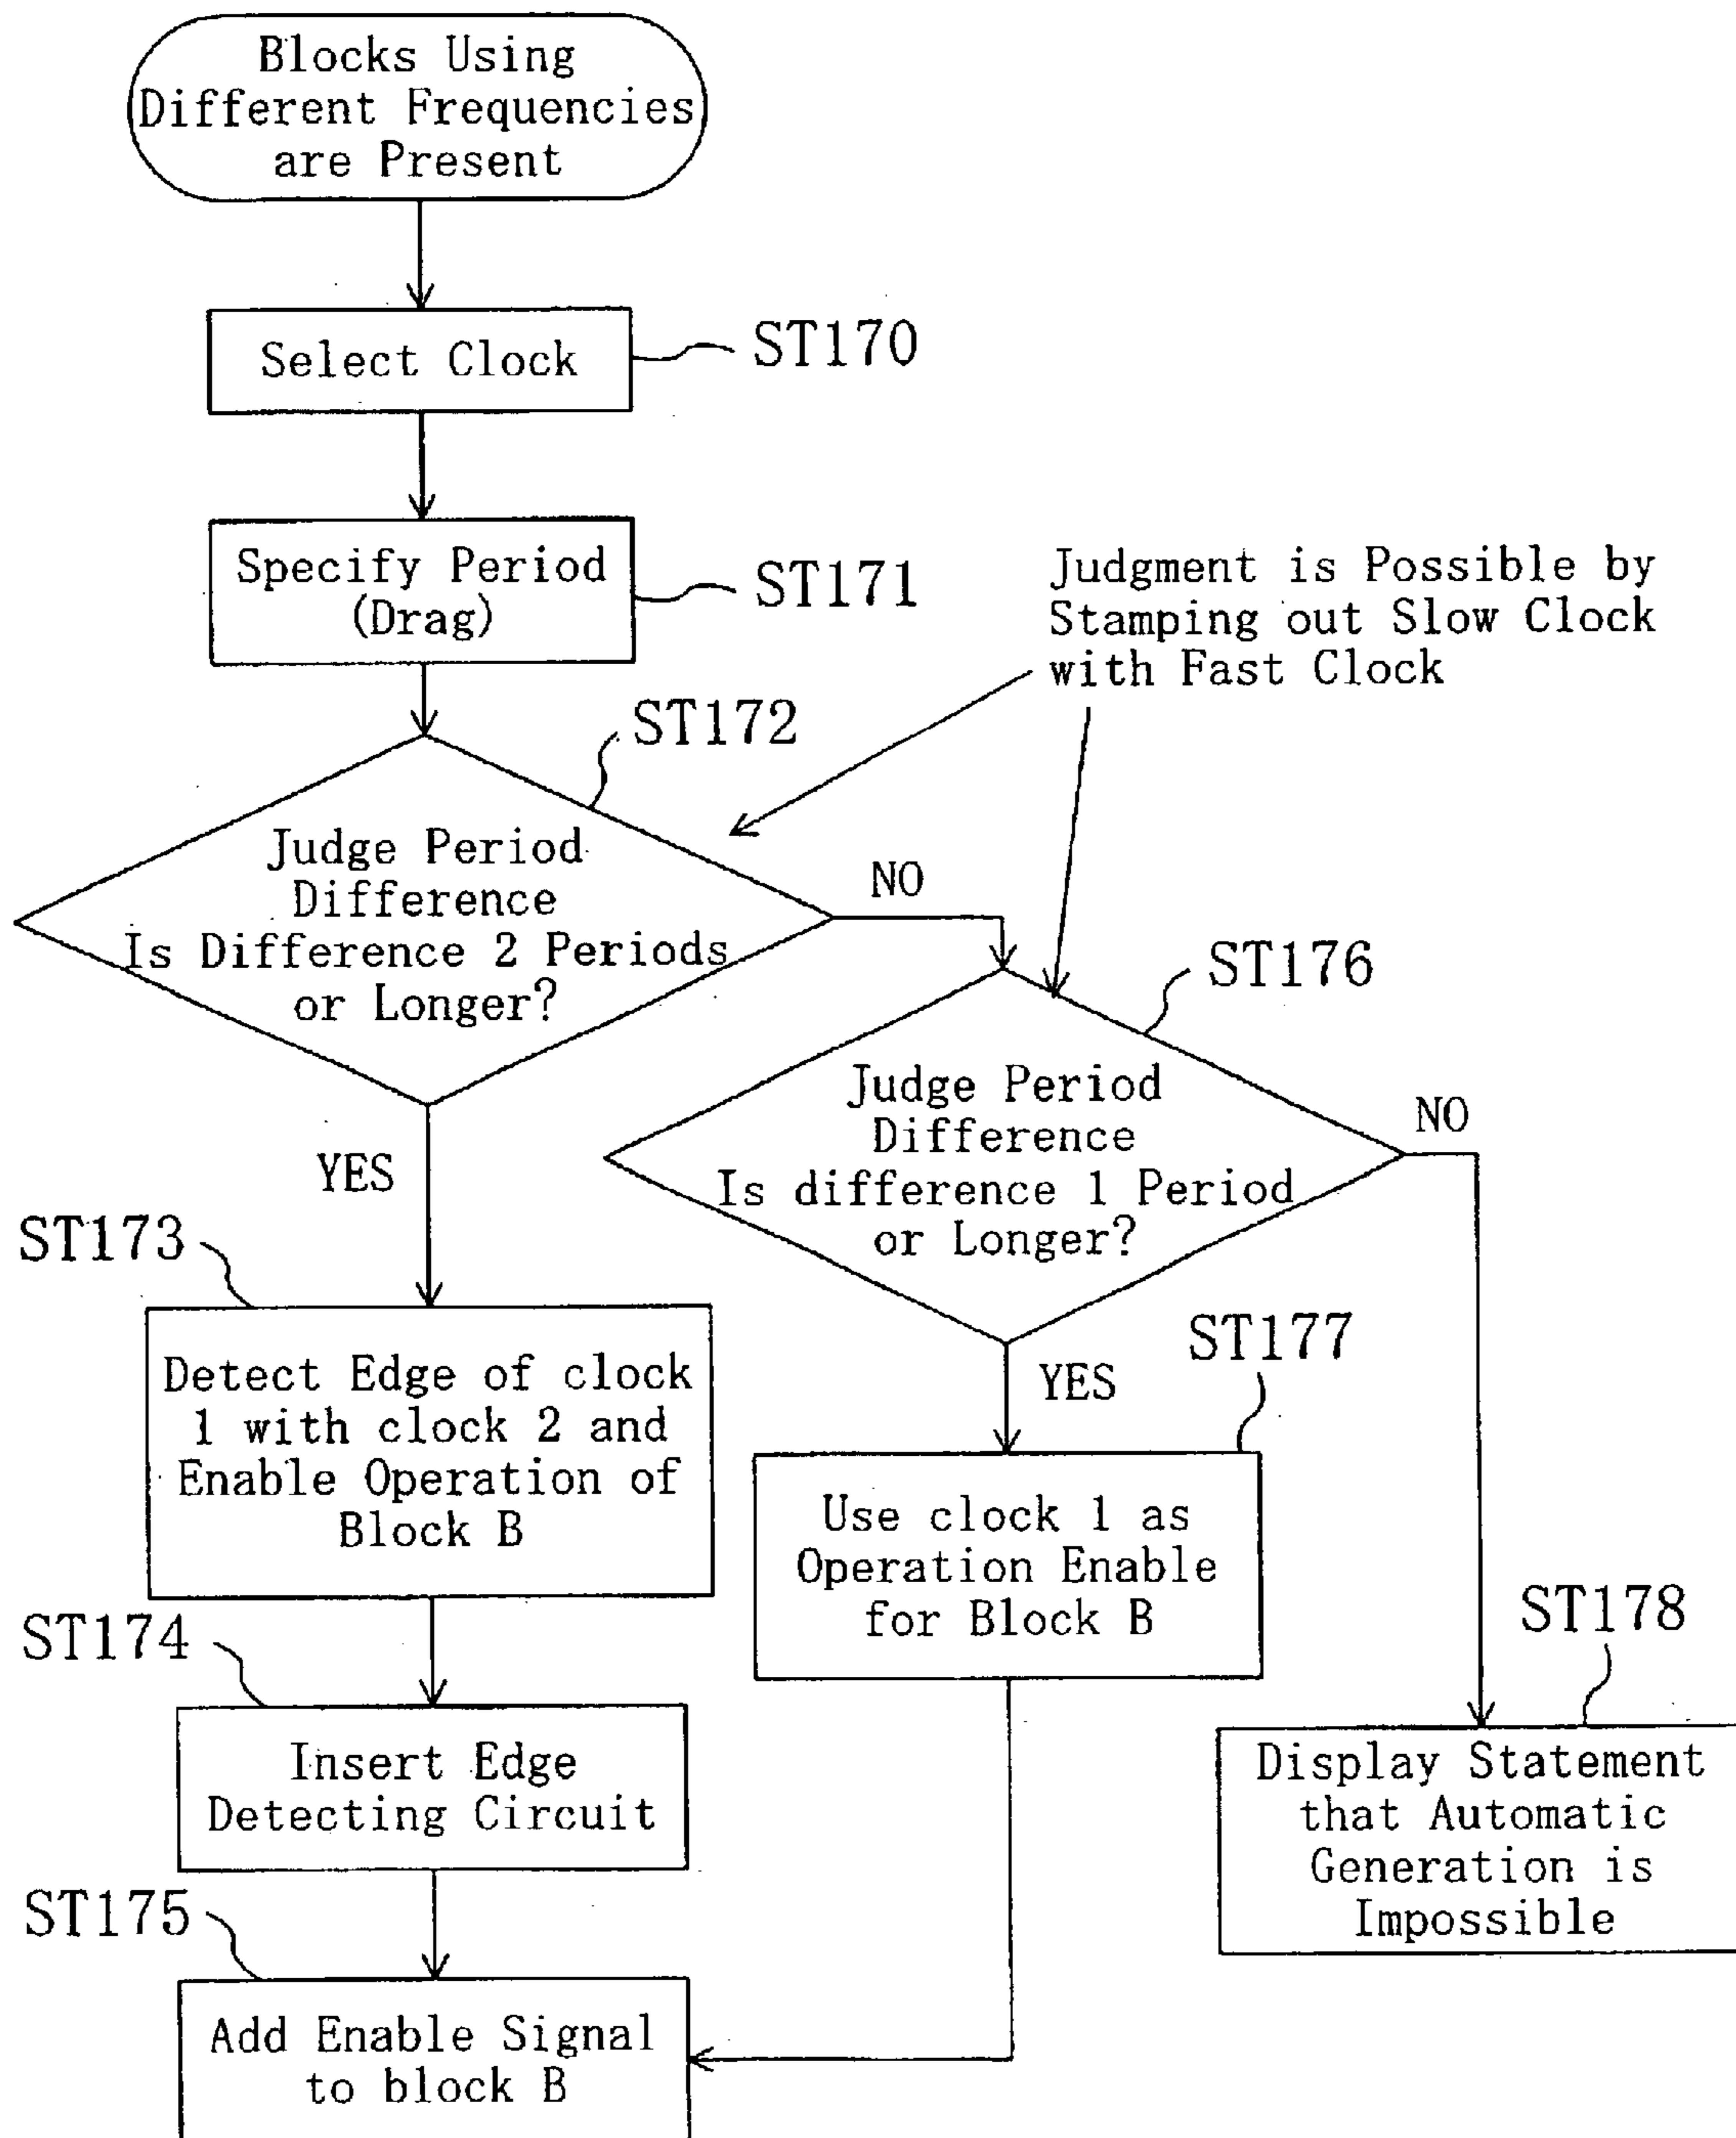 Blocks Using
Different Frequencies
are Present
Select Clock
ST170
Specify Period
(Drag)
ST171
Judgment is Possible by
Stamping out Slow Clock
with Fast Clock
ST172
Judge Period
Difference
Is Difference 2 Periods
or Longer?
NO
YES
ST176
Judge Period
Difference
Is difference 1 Period
or Longer?
NO
YES
ST173
Detect Edge of clock
1 with clock 2 and
Enable Operation of
Block B
ST177
Use clock 1 as
Operation Enable
for Block B
ST174
Insert Edge
Detecting Circuit
ST178
Display Statement
that Automatic
Generation is
Impossible
ST175
Add Enable Signal
to block B